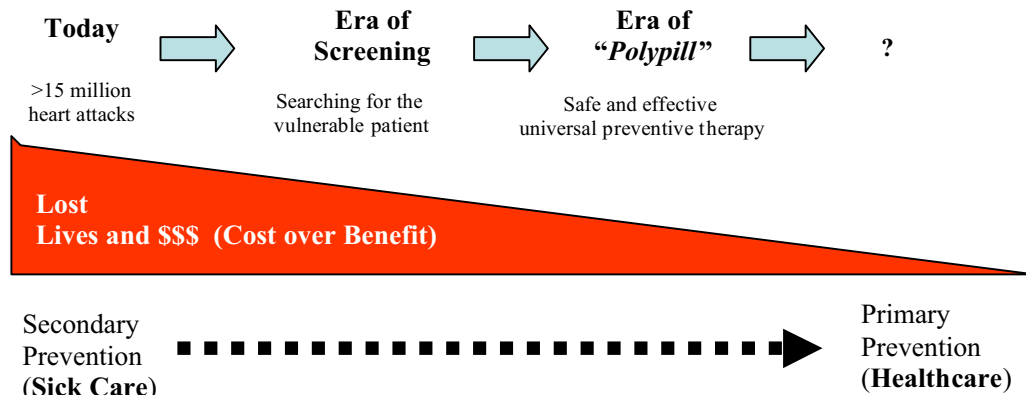 Today
>15 million
heart attacks
Era of
Screening
Searching for the
vulnerable patient
Era of
“Polypill”
Safe and effective
universal preventive therapy
?
Lost
Lives and $$$ (Cost over Benefit)
Secondary
Prevention
(Sick Care)
Primary
Prevention
(Healthcare)